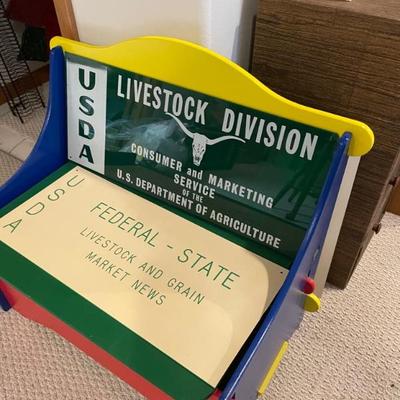 USDA
LIVESTOCK DIVISION
CONSUMER AND MARKETING
SERVICE
OF THE
U.S. DEPARTMENT OF AGRICULTURE
USDA
FEDERAL - STATE
LIVESTOCK AND GRAIN
MARKET NEWS